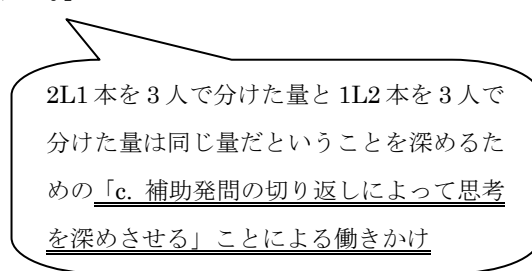 2L1 本を 3 人で分けた量と 1L2 本を 3 人で
分けた量は同じ量だということを深めるた
めの「c. 補助発問の切り返しによって思考
を深めさせる」ことによる働きかけ